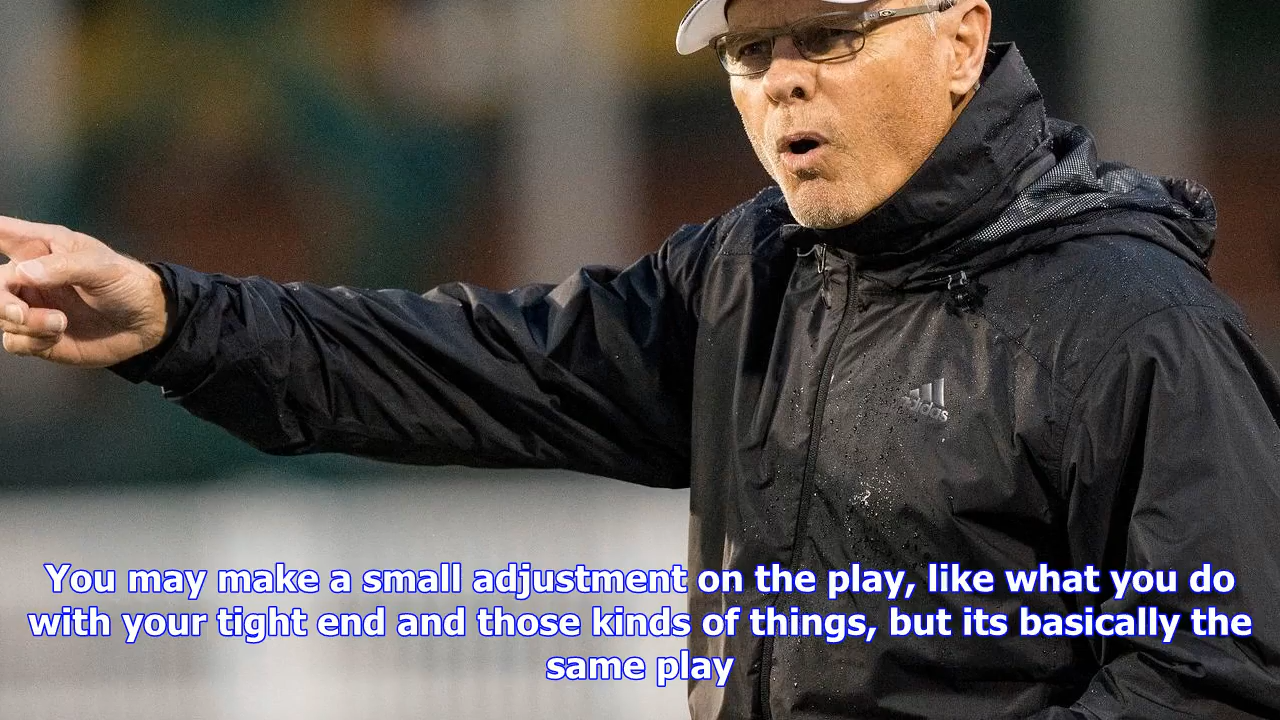 adidas
You may make a small adjustment on the play, like what you do
with your tight end and those kinds of things, but its basically the
same play